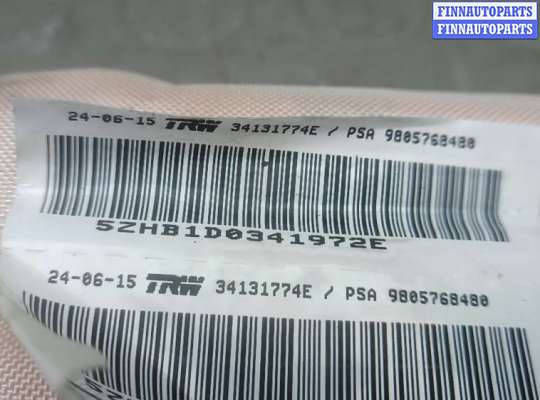 FINNAUTOPARTS
FINNAUTOPARTS
24-06-15 TRW 34131774E / PSA 9805768480
5ZHB1D0341972E
24-06-15 TRW 34131774E / PSA 9805768480